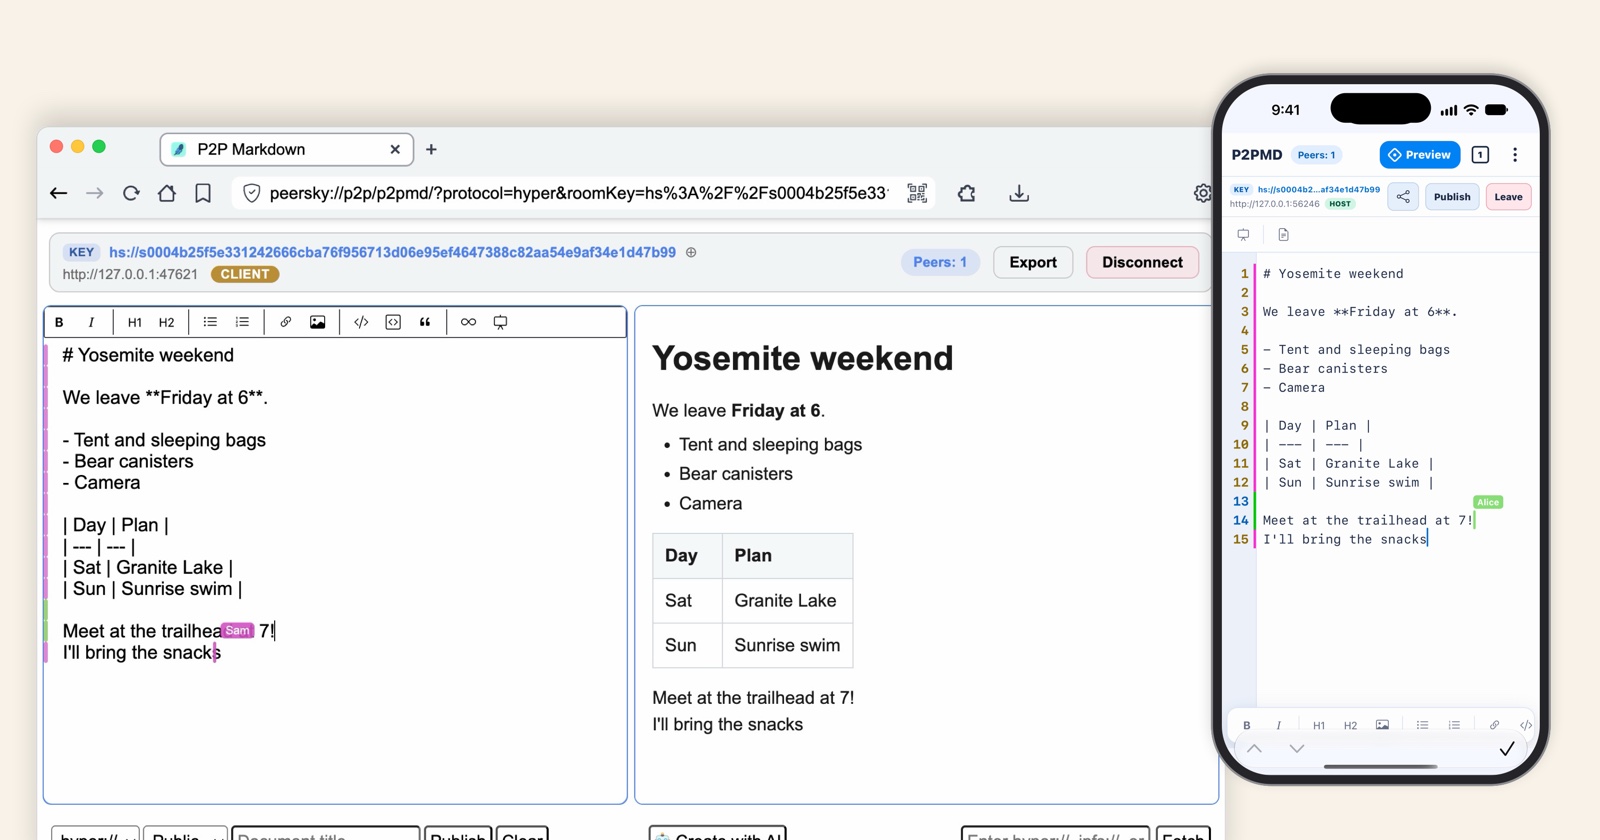 P2P Markdown
peersky://p2p/p2pmd/?protocol=hyper&roomKey=hs%3A%2F%2Fs0004b25f5e33
KEY hs://s0004b25f5e331242666cba76f956713d06e95ef4647388c82aa54e9af34e1d47b99
http://127.0.0.1:47621 CLIENT
Peers: 1 Export Disconnect
B I H1 H2
# Yosemite weekend
We leave **Friday at 6**.
- Tent and sleeping bags
- Bear canisters
- Camera
| Day | Plan |
| --- | --- |
| Sat | Granite Lake |
| Sun | Sunrise swim |
Meet at the trailhea Sam 7!
I'll bring the snacks
Yosemite weekend
We leave Friday at 6.
• Tent and sleeping bags
• Bear canisters
• Camera
Day Plan
Sat Granite Lake
Sun Sunrise swim
Meet at the trailhead at 7!
I'll bring the snacks
hyper:// Public Document title Publish Clear
Create with AI
Fetch
9:41
P2PMD Peers: 1 Preview 1
KEY hs://s0004b2...af34e1d47b99
http://127.0.0.1:56246 HOST
Publish Leave
1 # Yosemite weekend
2
3 We leave **Friday at 6**.
4
5 - Tent and sleeping bags
6 - Bear canisters
7 - Camera
8
9 | Day | Plan |
10 | --- | --- |
11 | Sat | Granite Lake |
12 | Sun | Sunrise swim |
13
Alice
14 Meet at the trailhead at 7!
15 I'll bring the snacks
B I H1 H2